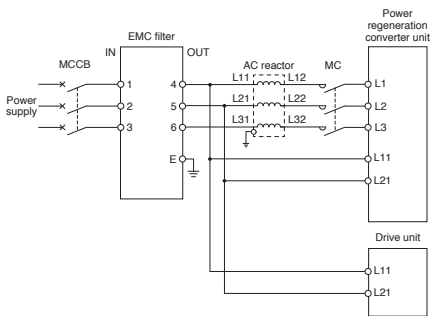 EMC filter
MCCB
IN
OUT
AC reactor
MC
Power
regeneration
converter unit
Power
supply
1
2
3
4
5
6
E
L11
L12
L21
L22
L31
L32
L1
L2
L3
L11
L21
Drive unit
L11
L21